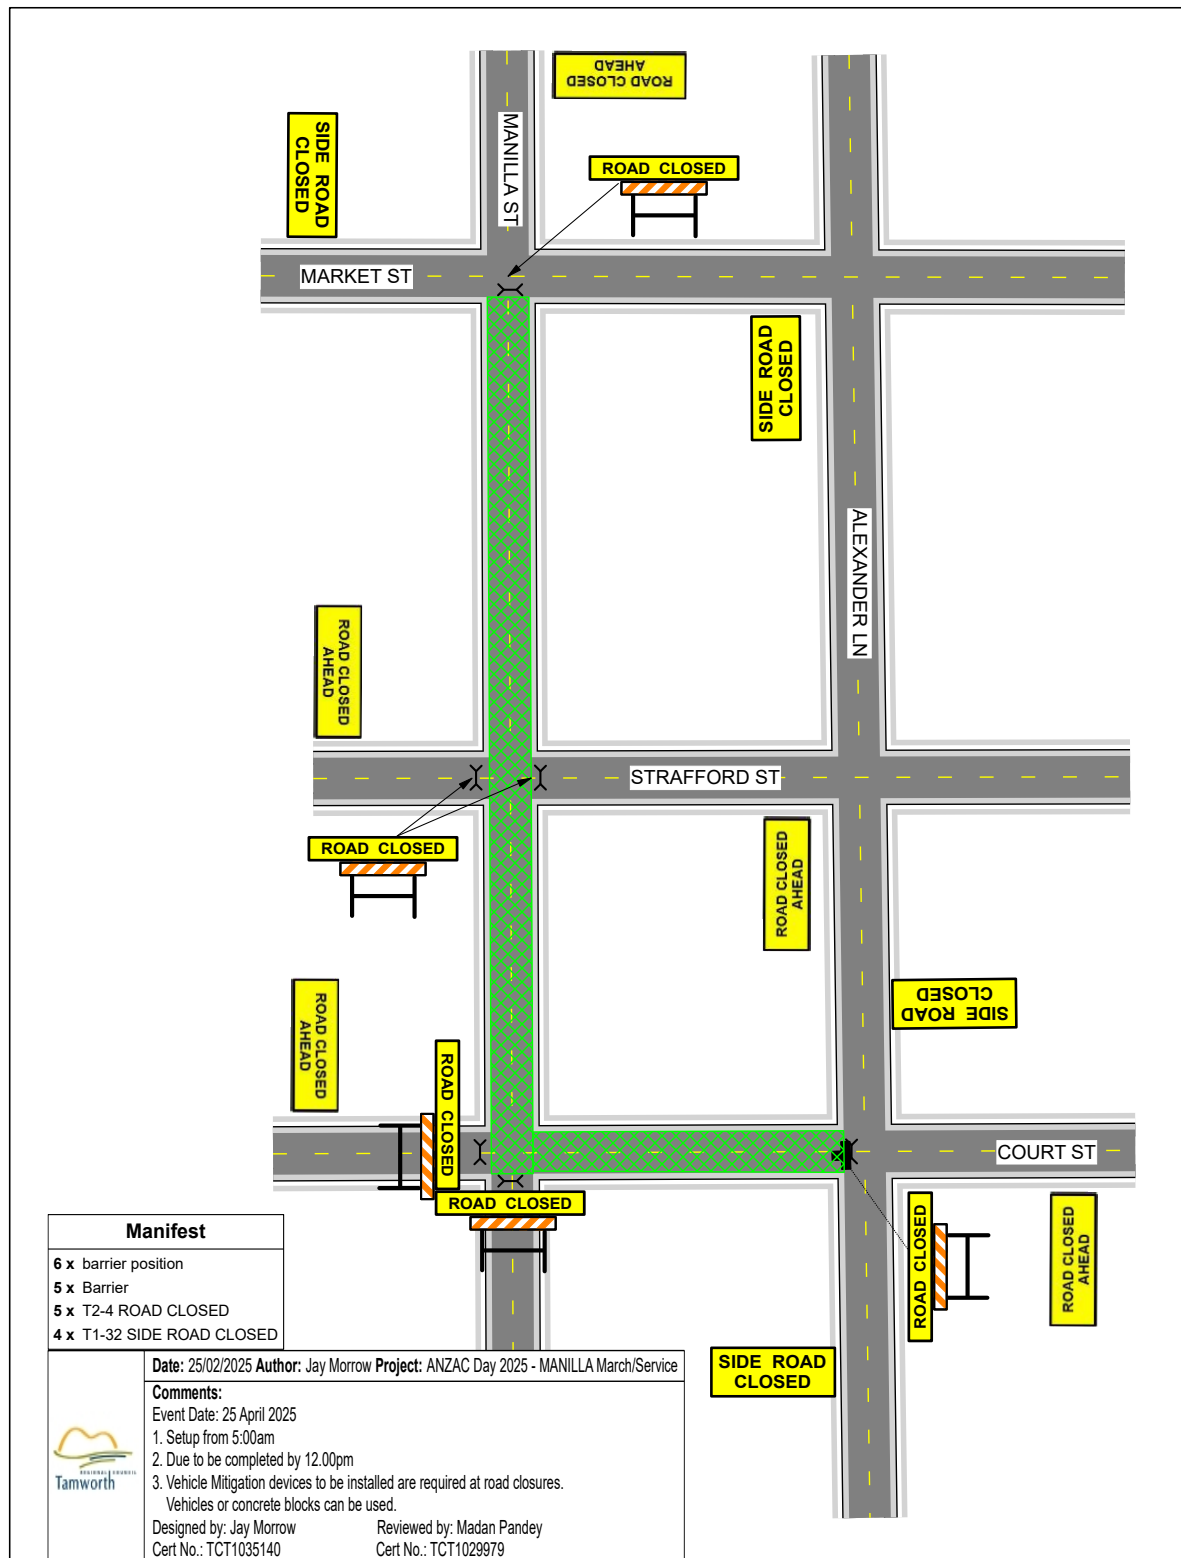 ROAD CLOSED
AHEAD
SIDE ROAD
CLOSED
MANILLA ST
ROAD CLOSED
MARKET ST
SIDE ROAD
CLOSED
ALEXANDER LN
ROAD CLOSED
AHEAD
STRAFFORD ST
ROAD CLOSED
ROAD CLOSED
AHEAD
ROAD CLOSED
AHEAD
SIDE ROAD
CLOSED
ROAD CLOSED
COURT ST
ROAD CLOSED
ROAD CLOSED
ROAD CLOSED
AHEAD
SIDE ROAD
CLOSED
Manifest
6 x barrier position
5 x Barrier
5 x T2-4 ROAD CLOSED
4 x T1-32 SIDE ROAD CLOSED
Date: 25/02/2025 Author: Jay Morrow Project: ANZAC Day 2025 - MANILLA March/Service
Comments:
Event Date: 25 April 2025
1. Setup from 5:00am
2. Due to be completed by 12.00pm
3. Vehicle Mitigation devices to be installed are required at road closures.
Vehicles or concrete blocks can be used.
Designed by: Jay Morrow Reviewed by: Madan Pandey
Cert No.: TCT1035140 Cert No.: TCT1029979
REGIONAL COUNCIL
Tamworth